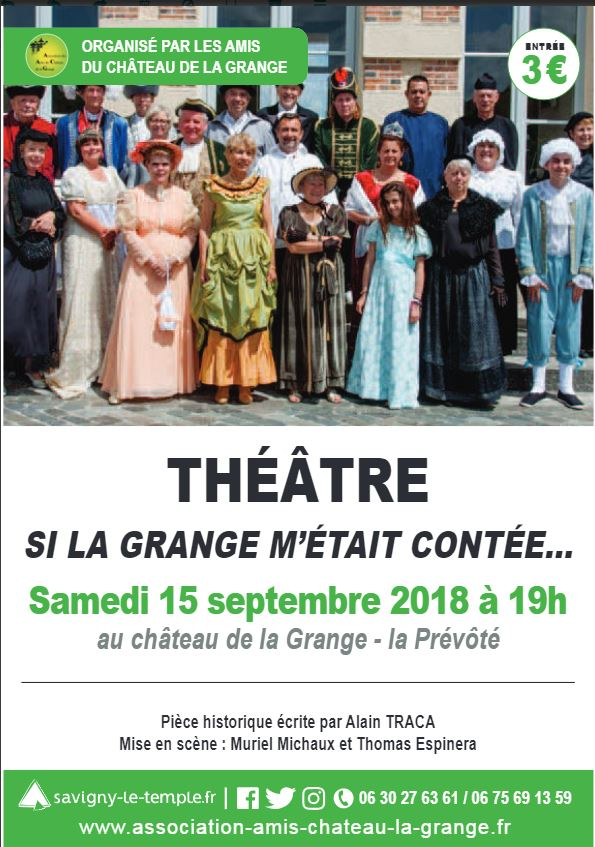 ORGANISÉ PAR LES AMIS
DU CHÂTEAU DE LA GRANGE
ENTRÉE
3€
THÉÂTRE
SI LA GRANGE M'ÉTAIT CONTÉE...
Samedi 15 septembre 2018 à 19h
au château de la Grange - la Prévôté
Pièce historique écrite par Alain TRACA
Mise en scène : Muriel Michaux et Thomas Espinera
savigny-le-temple.fr | 06 30 27 63 61 / 06 75 69 13 59
www.association-amis-chateau-la-grange.fr